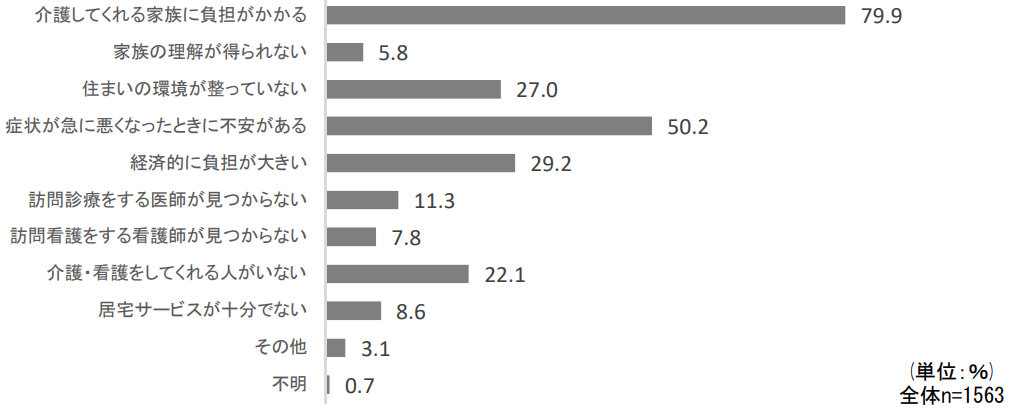 介護してくれる家族に負担がかかる 79.9
家族の理解が得られない 5.8
住まいの環境が整っていない 27.0
症状が急に悪くなったときに不安がある 50.2
経済的に負担が大きい 29.2
訪問診療をする医師が見つからない 11.3
訪問看護をする看護師が見つからない 7.8
介護・看護をしてくれる人がいない 22.1
居宅サービスが十分でない 8.6
その他 3.1
不明 0.7
(単位：%)
全体n=1563